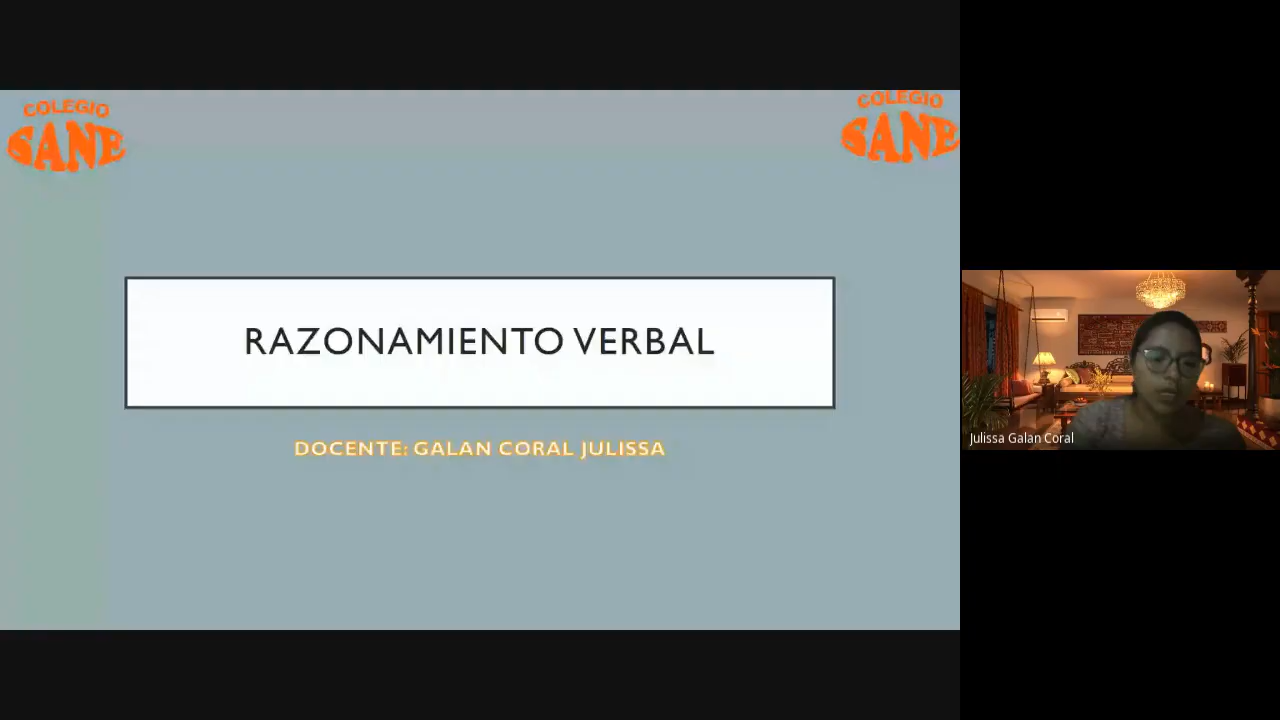 COLEGIO
SANE
COLEGIO
SANE
RAZONAMIENTO VERBAL
DOCENTE: GALAN CORAL JULISSA
Julissa Galan Coral